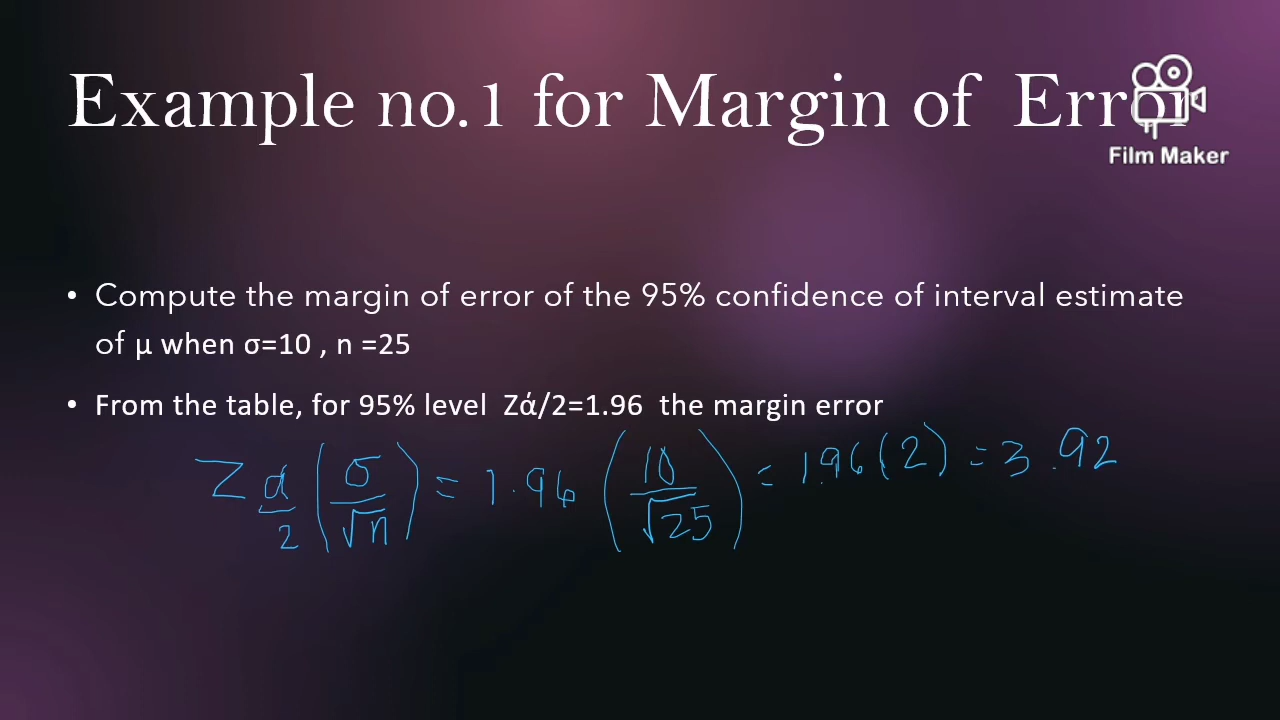 Example no.1 for Margin of Error
Film Maker
• Compute the margin of error of the 95% confidence of interval estimate
of μ when σ=10 , n =25
• From the table, for 95% level Zά/2=1.96 the margin error
Z α/2 (σ/√n) = 1.96 (10/√25) = 1.96(2) = 3.92